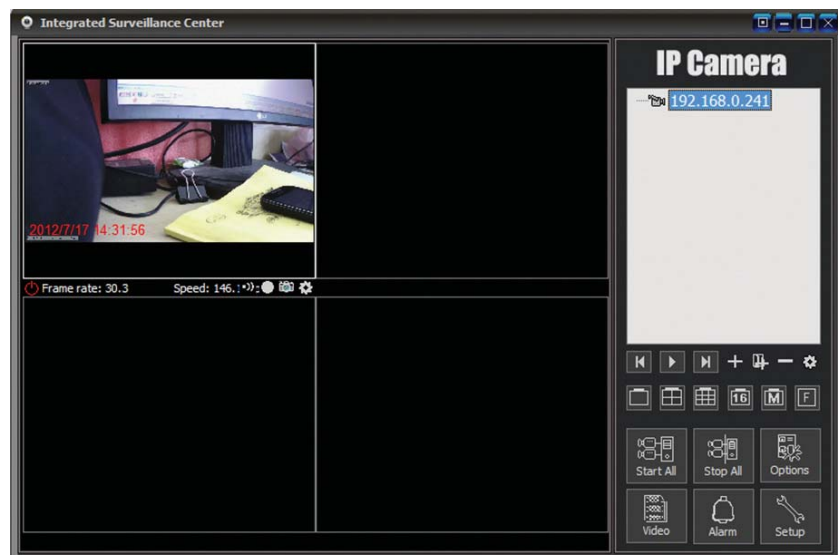 Integrated Surveillance Center
IP Camera
192.168.0.241
2012/7/17 14:31:56
Frame rate: 30.3 Speed: 146.
16 M F
Start All Stop All Options
Video Alarm Setup